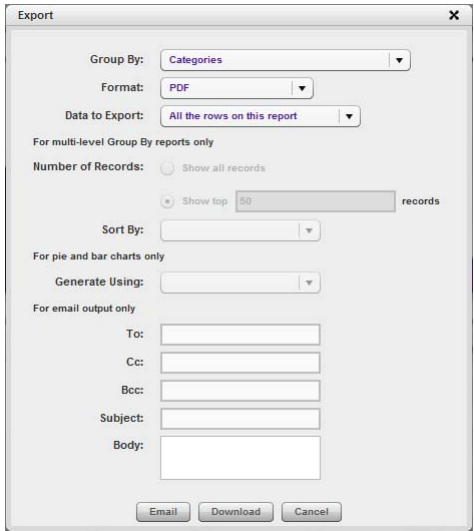 Export
Group By: Categories
Format: PDF
Data to Export: All the rows on this report
For multi-level Group By reports only
Number of Records: Show all records
Show top 50 records
Sort By:
For pie and bar charts only
Generate Using:
For email output only
To:
Cc:
Bcc:
Subject:
Body:
Email Download Cancel